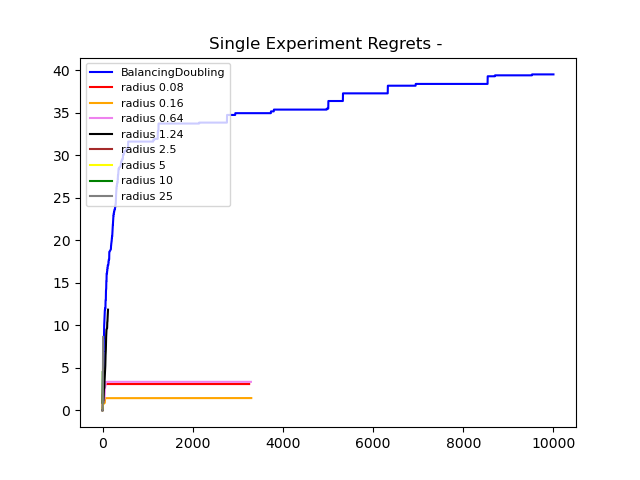 Single Experiment Regrets -
BalancingDoubling
radius 0.08
radius 0.16
radius 0.64
radius 1.24
radius 2.5
radius 5
radius 10
radius 25
40
35
30
25
20
15
10
5
0
0 2000 4000 6000 8000 10000